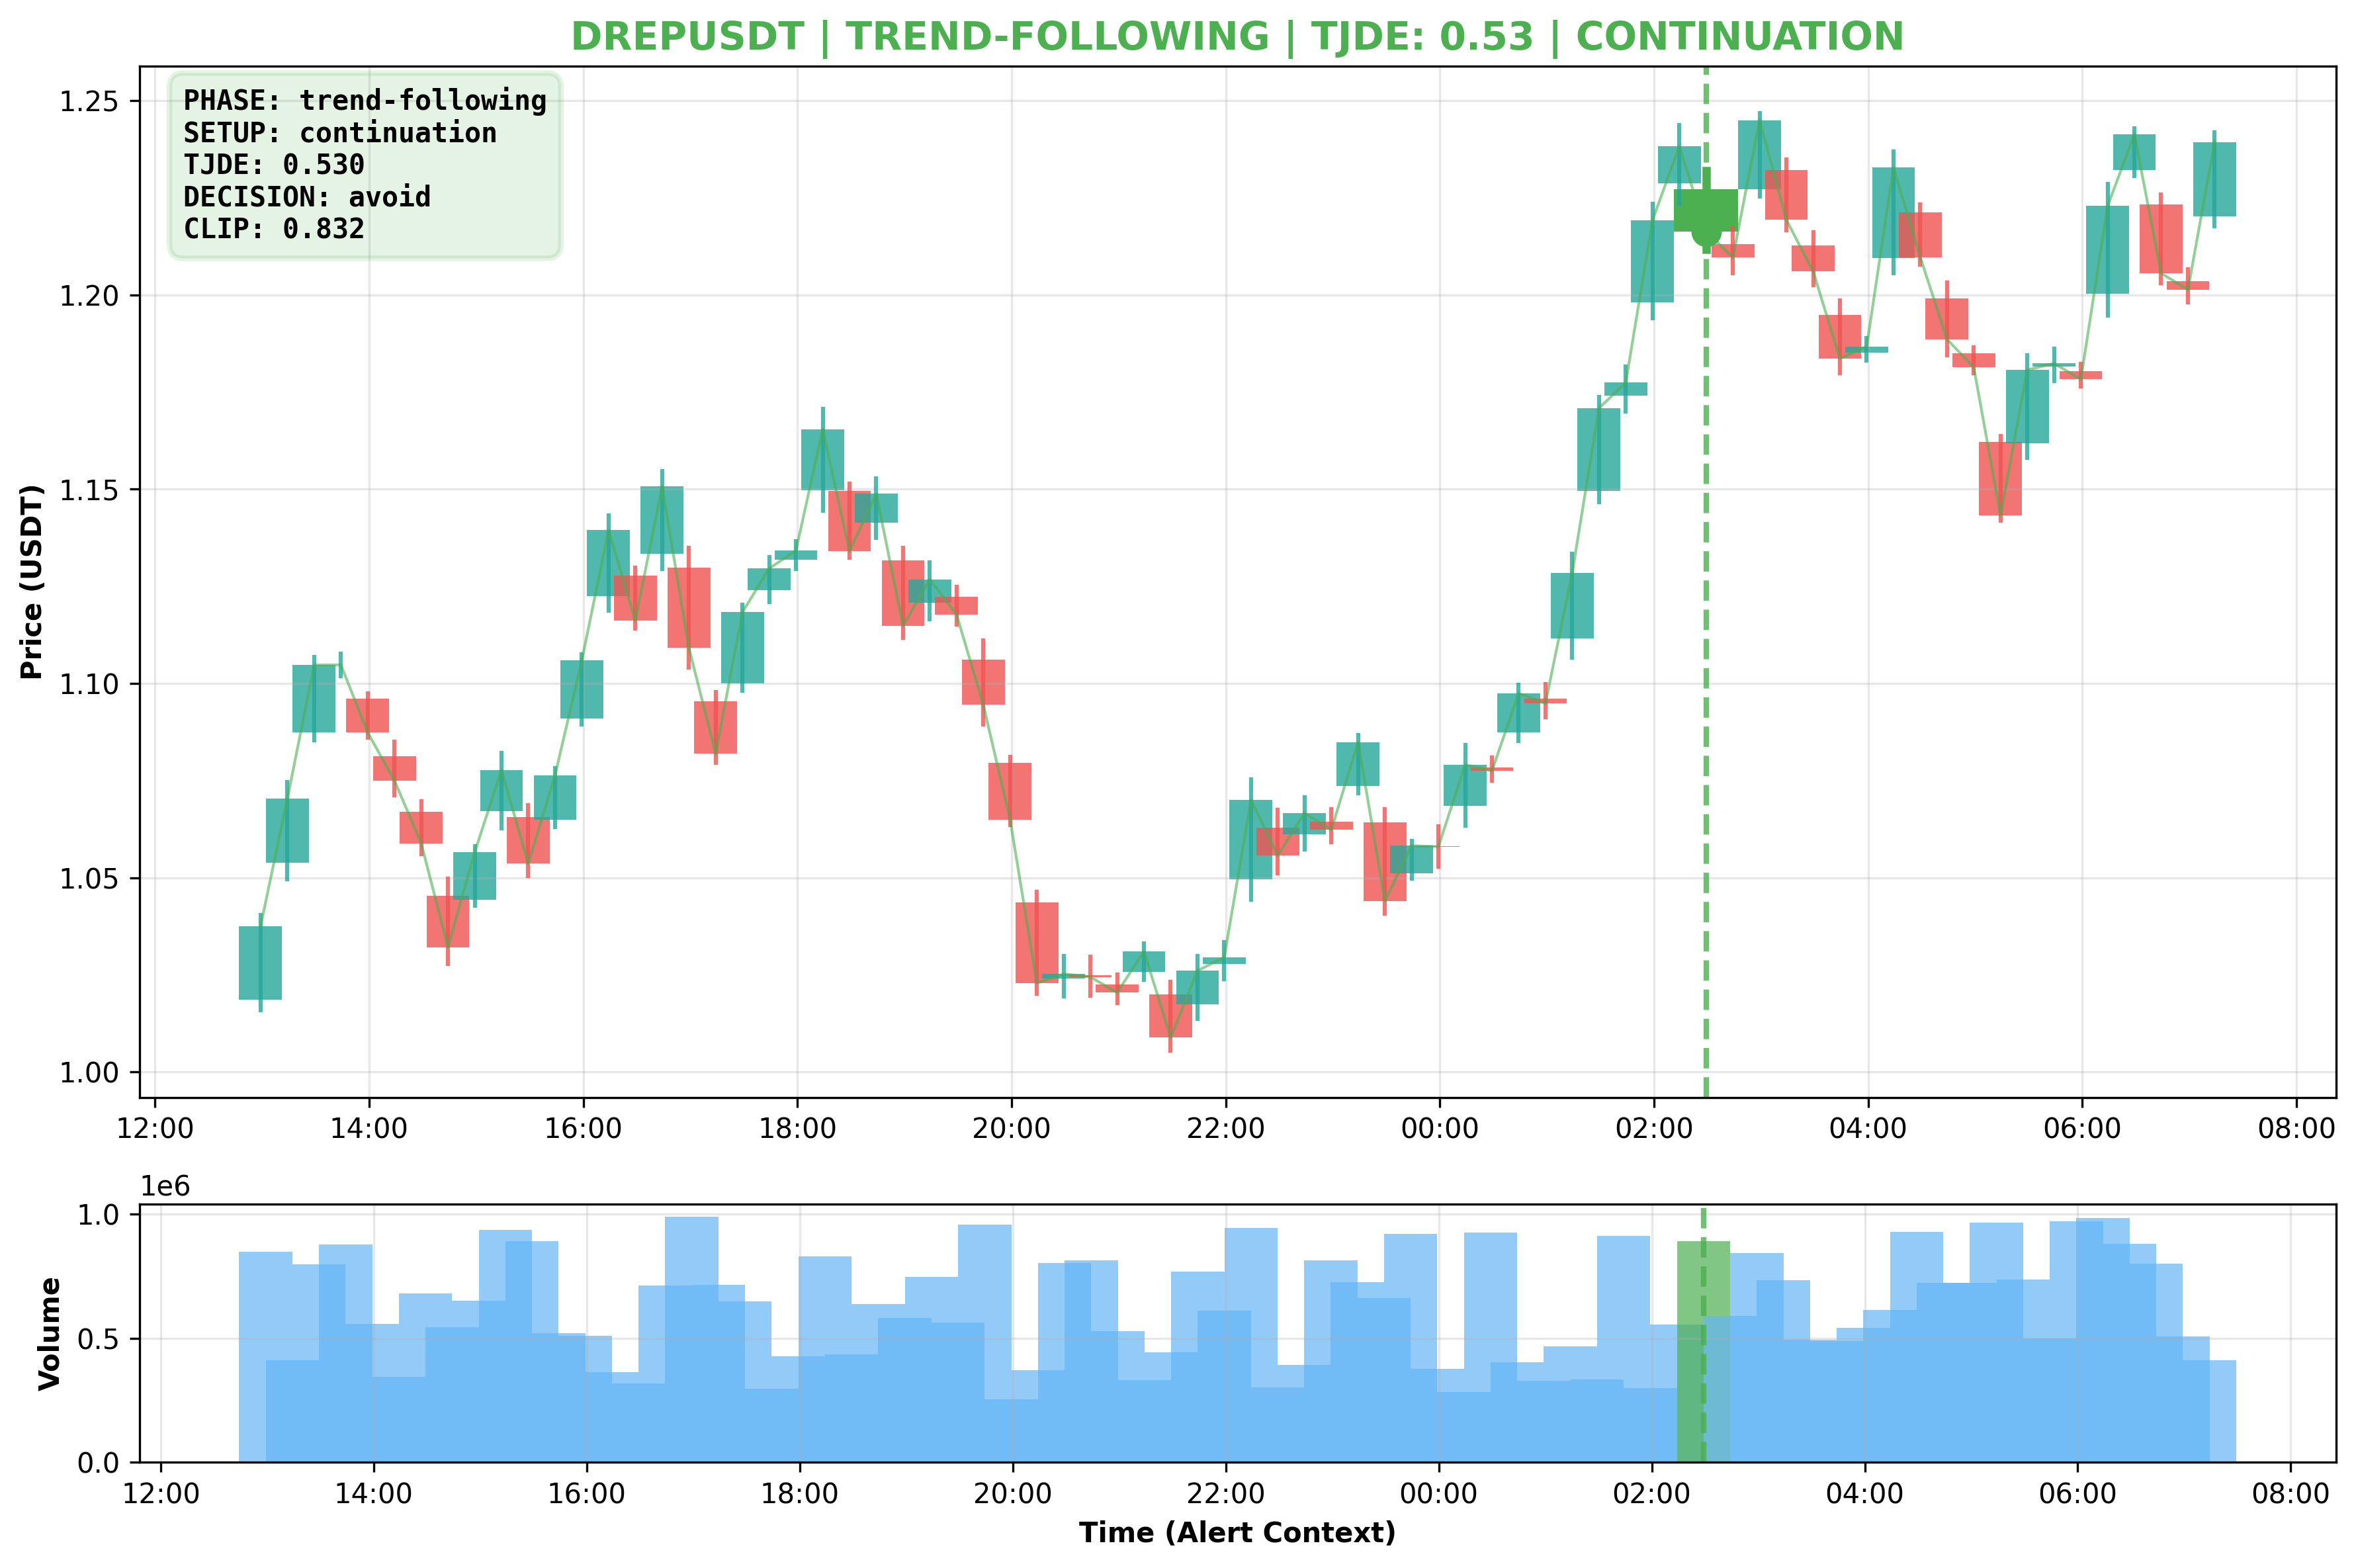 DREPUSDT | TREND-FOLLOWING | TJDE: 0.53 | CONTINUATION
PHASE: trend-following
SETUP: continuation
TJDE: 0.530
DECISION: avoid
CLIP: 0.832
Price (USDT)
1.25
1.20
1.15
1.10
1.05
1.00
12:00 14:00 16:00 18:00 20:00 22:00 00:00 02:00 04:00 06:00 08:00
1e6
Volume
1.0
0.5
0.0
12:00 14:00 16:00 18:00 20:00 22:00 00:00 02:00 04:00 06:00 08:00
Time (Alert Context)